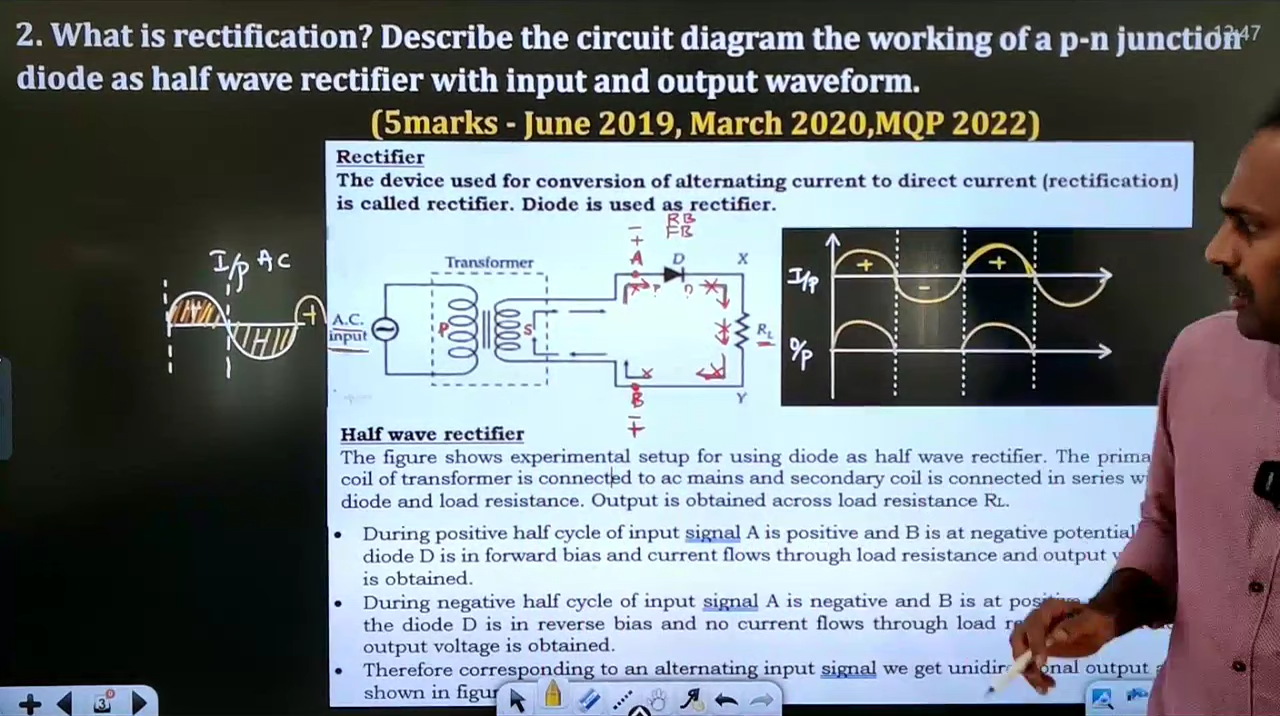 2. What is rectification? Describe the circuit diagram the working of a p-n junction
diode as half wave rectifier with input and output waveform.
(5marks - June 2019, March 2020,MQP 2022)
Rectifier
The device used for conversion of alternating current to direct current (rectification)
is called rectifier. Diode is used as rectifier.
RB
FB
I/p AC
Transformer
A
D
X
I/p
+
-
+
+
+
A.C.
input
P
S
RL
O/p
B
Y
Half wave rectifier
The figure shows experimental setup for using diode as half wave rectifier. The prima
coil of transformer is connected to ac mains and secondary coil is connected in series w
diode and load resistance. Output is obtained across load resistance RL.
• During positive half cycle of input signal A is positive and B is at negative potential
diode D is in forward bias and current flows through load resistance and output
is obtained.
• During negative half cycle of input signal A is negative and B is at
the diode D is in reverse bias and no current flows through load
output voltage is obtained.
• Therefore corresponding to an alternating input signal we get output
shown in figu
3